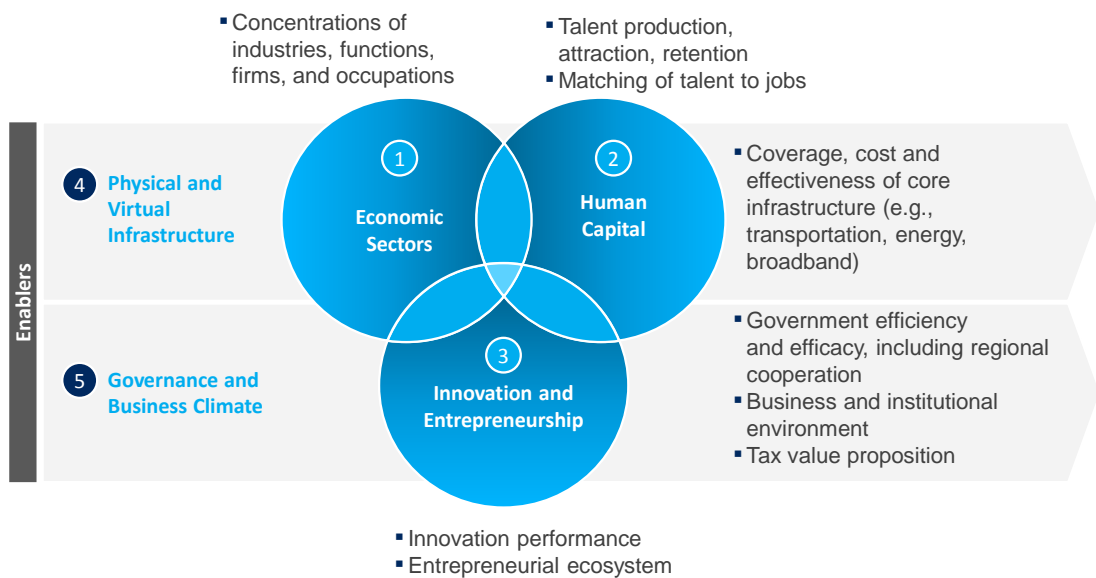 ▪ Concentrations of
industries, functions,
firms, and occupations
▪ Talent production,
attraction, retention
▪ Matching of talent to jobs
Enablers
4
Physical and
Virtual
Infrastructure
1
Economic
Sectors
2
Human
Capital
▪ Coverage, cost and
effectiveness of core
infrastructure (e.g.,
transportation, energy,
broadband)
5
Governance and
Business Climate
3
Innovation and
Entrepreneurship
▪ Government efficiency
and efficacy, including regional
cooperation
▪ Business and institutional
environment
▪ Tax value proposition
▪ Innovation performance
▪ Entrepreneurial ecosystem